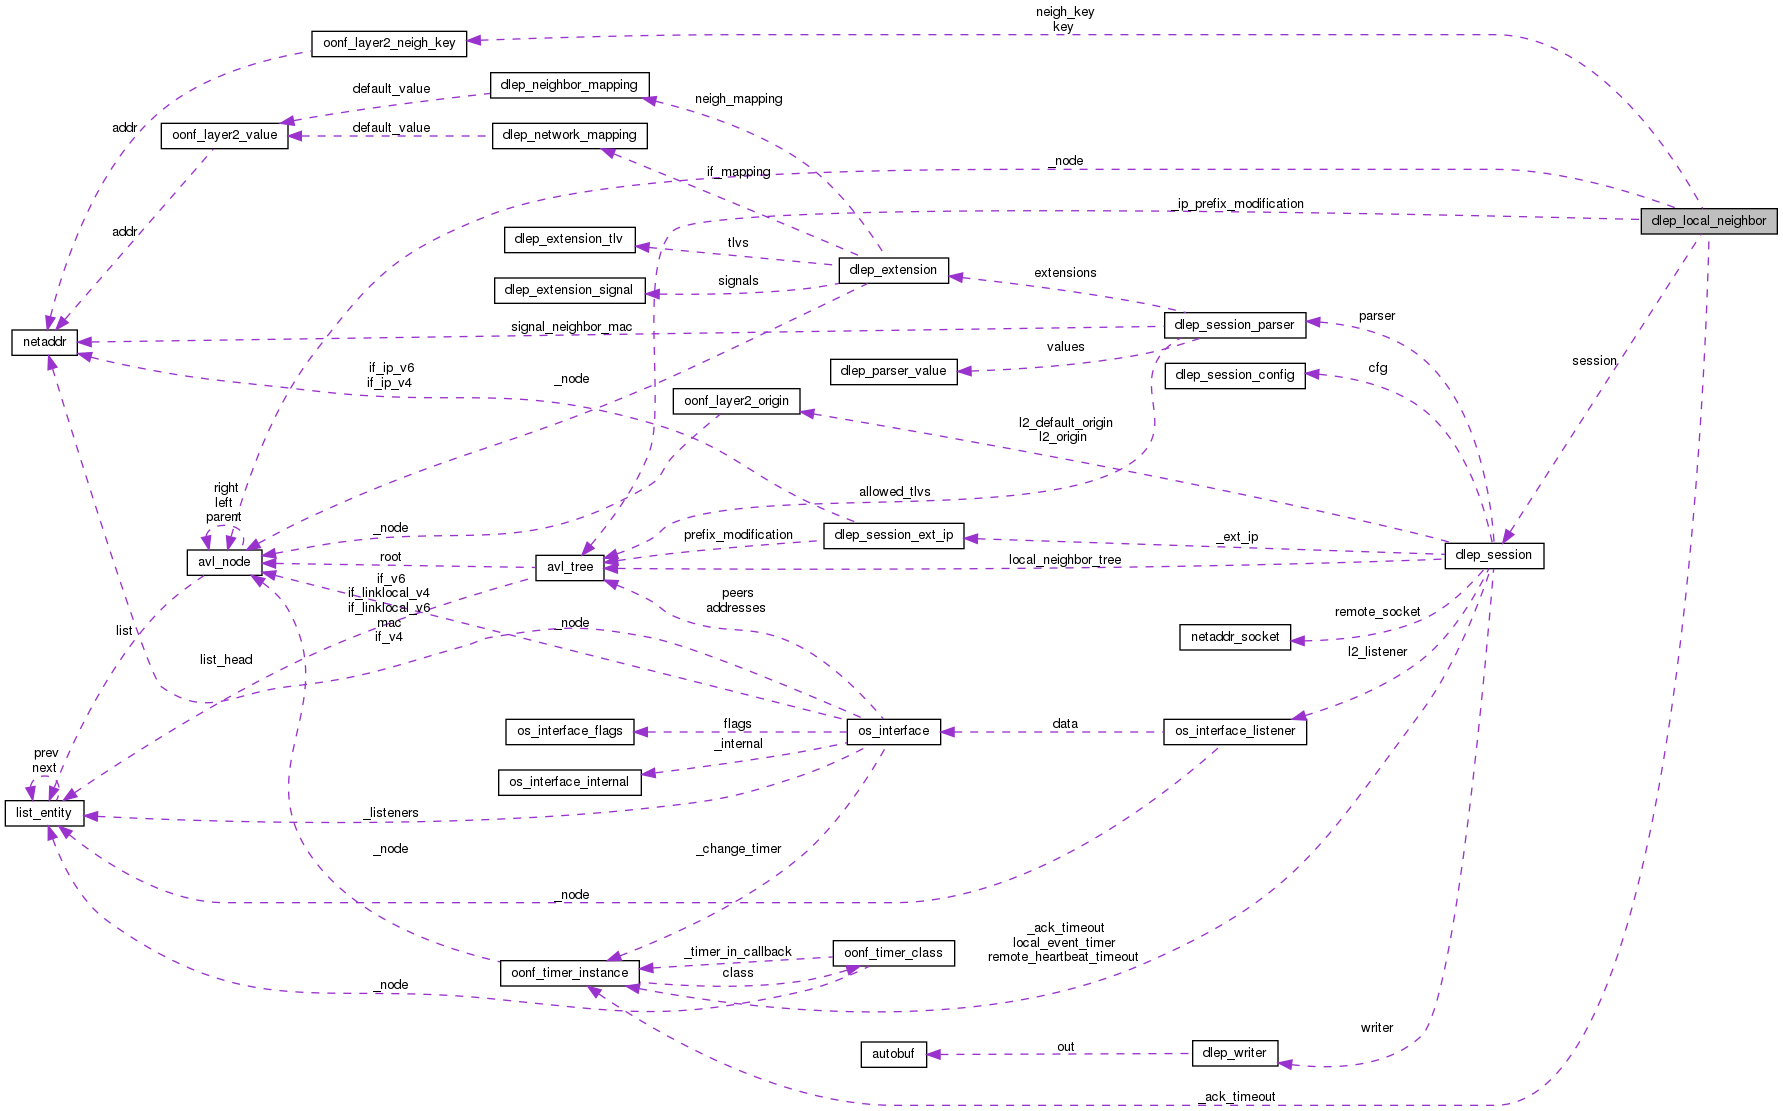 neigh_key
key
oonf_layer2_neigh_key
dlep_neighbor_mapping
default_value
neigh_mapping
addr
oonf_layer2_value
default_value
dlep_network_mapping
_node
if_mapping
_ip_prefix_modification
dlep_local_neighbor
addr
dlep_extension_tlv
tlvs
dlep_extension
extensions
signals
dlep_extension_signal
parser
signal_neighbor_mac
dlep_session_parser
netaddr
values
session
if_ip_v6
if_ip_v4
_node
dlep_parser_value
dlep_session_config
cfg
oonf_layer2_origin
l2_default_origin
l2_origin
right
left
parent
allowed_tlvs
_node
prefix_modification
dlep_session_ext_ip
_ext_ip
dlep_session
root
avl_node
avl_tree
local_neighbor_tree
if_v6
if_linklocal_v4
if_linklocal_v6
mac
if_v4
peers
addresses
remote_socket
_node
list
netaddr_socket
l2_listener
list_head
flags
data
os_interface_flags
os_interface
os_interface_listener
_internal
prev
next
os_interface_internal
list_entity
_listeners
_node
_change_timer
_node
_ack_timeout
local_event_timer
remote_heartbeat_timeout
_timer_in_callback
oonf_timer_class
oonf_timer_instance
class
_node
writer
autobuf
out
dlep_writer
_ack_timeout